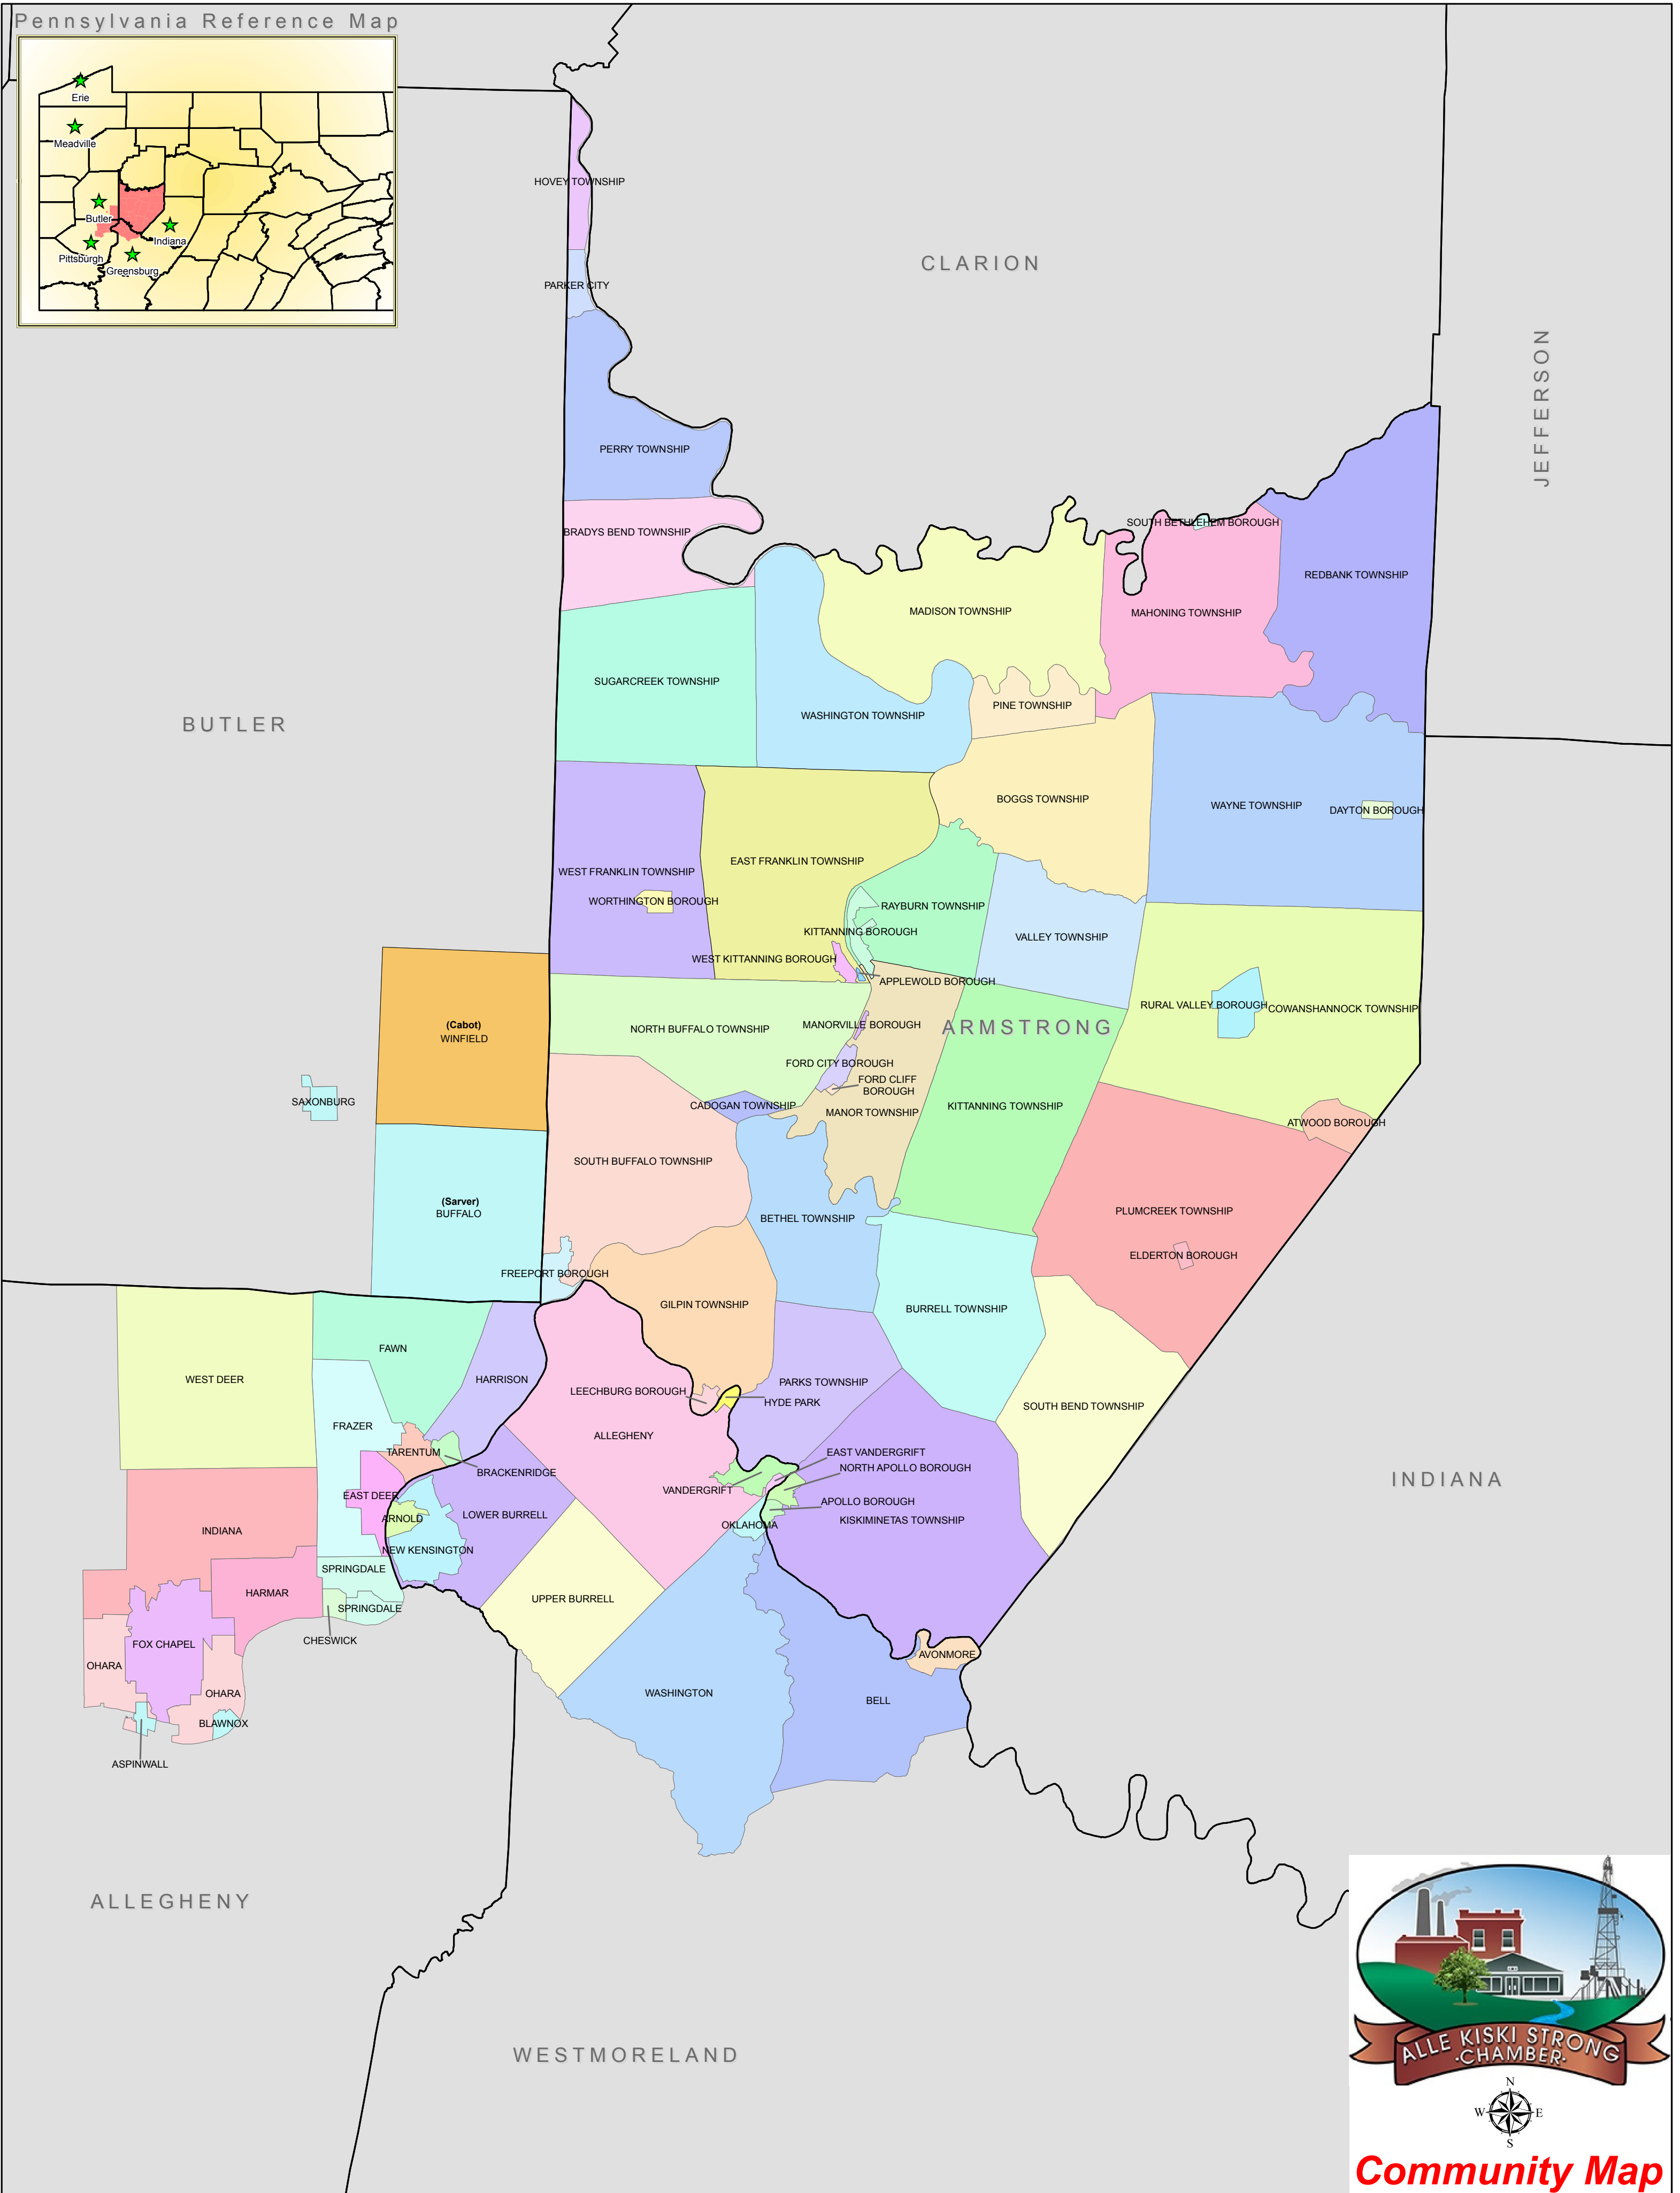 Pennsylvania Reference Map
Erie
Meadville
Butler
Indiana
Pittsburgh
Greensburg
HOVEY TOWNSHIP
CLARION
PARKER CITY
JEFFERSON
PERRY TOWNSHIP
SOUTH BETHLEHEM BOROUGH
BRADYS BEND TOWNSHIP
REDBANK TOWNSHIP
MADISON TOWNSHIP
MAHONING TOWNSHIP
SUGARCREEK TOWNSHIP
PINE TOWNSHIP
WASHINGTON TOWNSHIP
BUTLER
BOGGS TOWNSHIP
WAYNE TOWNSHIP
DAYTON BOROUGH
EAST FRANKLIN TOWNSHIP
WEST FRANKLIN TOWNSHIP
WORTHINGTON BOROUGH
RAYBURN TOWNSHIP
KITTANNING BOROUGH
VALLEY TOWNSHIP
WEST KITTANNING BOROUGH
APPLEWOLD BOROUGH
RURAL VALLEY BOROUGH
COWANSHANNOCK TOWNSHIP
(Cabot)
WINFIELD
NORTH BUFFALO TOWNSHIP
MANORVILLE BOROUGH
ARMSTRONG
FORD CITY BOROUGH
FORD CLIFF
BOROUGH
SAXONBURG
CADOGAN TOWNSHIP
MANOR TOWNSHIP
KITTANNING TOWNSHIP
ATWOOD BOROUGH
SOUTH BUFFALO TOWNSHIP
(Sarver)
BUFFALO
BETHEL TOWNSHIP
PLUMCREEK TOWNSHIP
ELDERTON BOROUGH
FREEPORT BOROUGH
GILPIN TOWNSHIP
BURRELL TOWNSHIP
FAWN
WEST DEER
HARRISON
PARKS TOWNSHIP
LEECHBURG BOROUGH
HYDE PARK
SOUTH BEND TOWNSHIP
FRAZER
ALLEGHENY
TARENTUM
EAST VANDERGRIFT
NORTH APOLLO BOROUGH
BRACKENRIDGE
INDIANA
VANDERGRIFT
EAST DEER
APOLLO BOROUGH
ARNOLD
LOWER BURRELL
KISKIMINETAS TOWNSHIP
OKLAHOMA
INDIANA
NEW KENSINGTON
SPRINGDALE
HARMAR
UPPER BURRELL
SPRINGDALE
CHESWICK
FOX CHAPEL
AVONMORE
OHARA
OHARA
WASHINGTON
BELL
BLAWNOX
ASPINWALL
ALLEGHENY
WESTMORELAND
ALLE KISKI STRONG
·CHAMBER·
N
W
E
S
Community Map